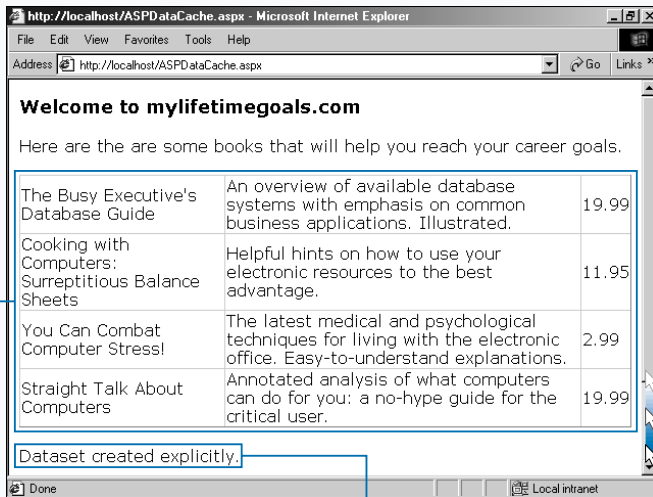 http://localhost/ASPDataCache.aspx - Microsoft Internet Explorer
File Edit View Favorites Tools Help
Address http://localhost/ASPDataCache.aspx Go Links »
Welcome to mylifetimegoals.com
Here are the are some books that will help you reach your career goals.
The Busy Executive's
Database Guide
An overview of available database
systems with emphasis on common
business applications. Illustrated.
19.99
Cooking with
Computers:
Surreptitious Balance
Sheets
Helpful hints on how to use your
electronic resources to the best
advantage.
11.95
You Can Combat
Computer Stress!
The latest medical and psychological
techniques for living with the electronic
office. Easy-to-understand explanations.
2.99
Straight Talk About
Computers
Annotated analysis of what computers
can do for you: a no-hype guide for the
critical user.
19.99
Dataset created explicitly.
Done Local intranet